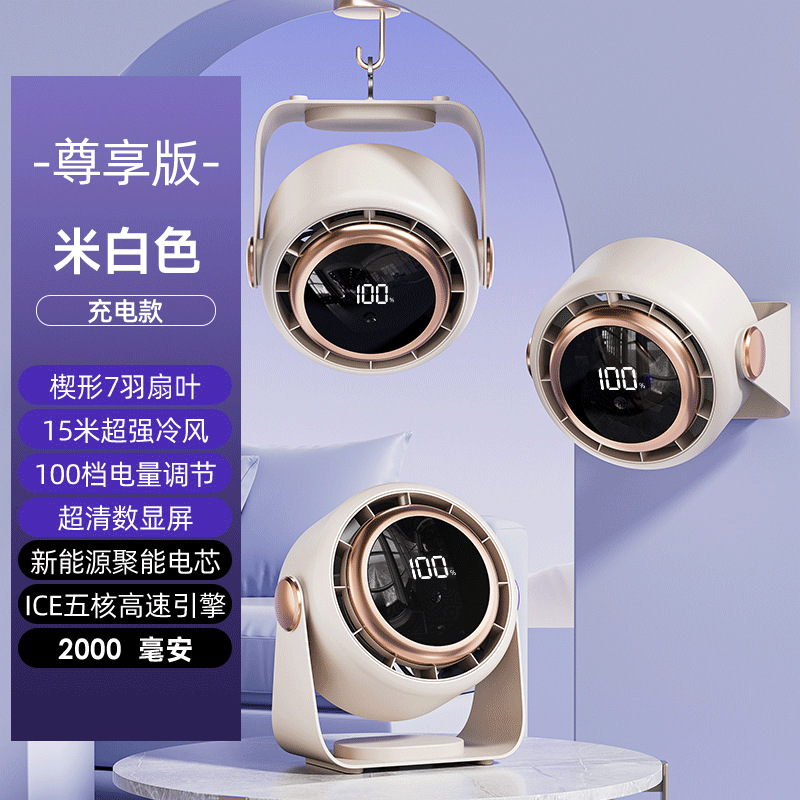 -尊享版-
米白色
充电款
楔形7羽扇叶
15米超强冷风
100档电量调节
超清数显屏
新能源聚能电芯
ICE五核高速引擎
2000 毫安
100%
100%
100%